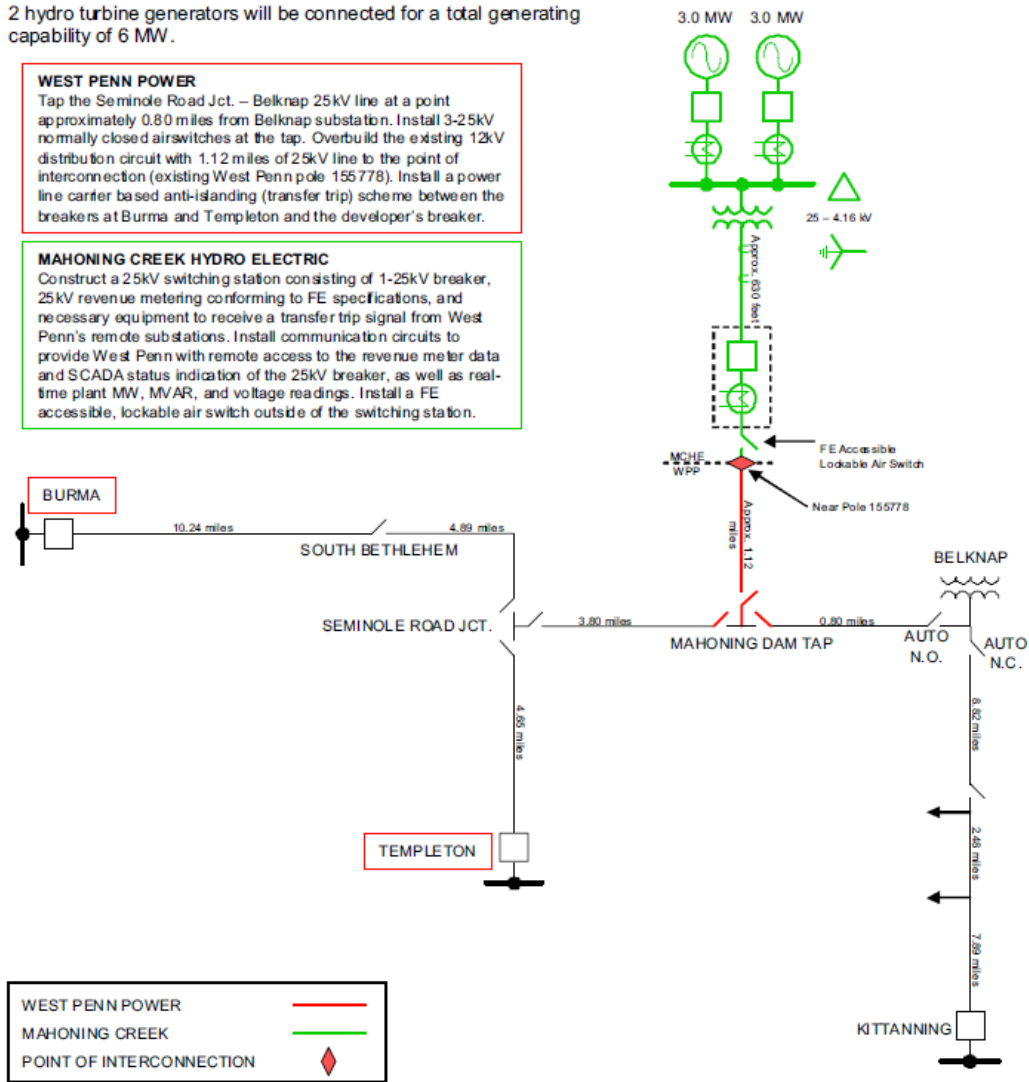 2 hydro turbine generators will be connected for a total generating
capability of 6 MW.
WEST PENN POWER
Tap the Seminole Road Jct. – Belknap 25kV line at a point
approximately 0.80 miles from Belknap substation. Install 3-25kV
normally closed airswitches at the tap. Overbuild the existing 12kV
distribution circuit with 1.12 miles of 25kV line to the point of
interconnection (existing West Penn pole 155778). Install a power
line carrier based anti-islanding (transfer trip) scheme between the
breakers at Burma and Templeton and the developer's breaker.
MAHONING CREEK HYDRO ELECTRIC
Construct a 25kV switching station consisting of 1-25kV breaker,
25kV revenue metering conforming to FE specifications, and
necessary equipment to receive a transfer trip signal from West
Penn's remote substations. Install communication circuits to
provide West Penn with remote access to the revenue meter data
and SCADA status indication of the 25kV breaker, as well as real-
time plant MW, MVAR, and voltage readings. Install a FE
accessible, lockable air switch outside of the switching station.
3.0 MW 3.0 MW
25 – 4.16 kV
Approx. 630 feet
FE Accessible
Lockable Air Switch
MCHE
WPP
Near Pole 155778
Approx. 1.12
miles
BURMA
10.24 miles
4.89 miles
SOUTH BETHLEHEM
BELKNAP
SEMINOLE ROAD JCT.
3.80 miles
MAHONING DAM TAP
0.80 miles
AUTO
N.O.
AUTO
N.C.
4.65 miles
8.82 miles
TEMPLETON
2.48 miles
7.89 miles
KITTANNING
WEST PENN POWER
MAHONING CREEK
POINT OF INTERCONNECTION